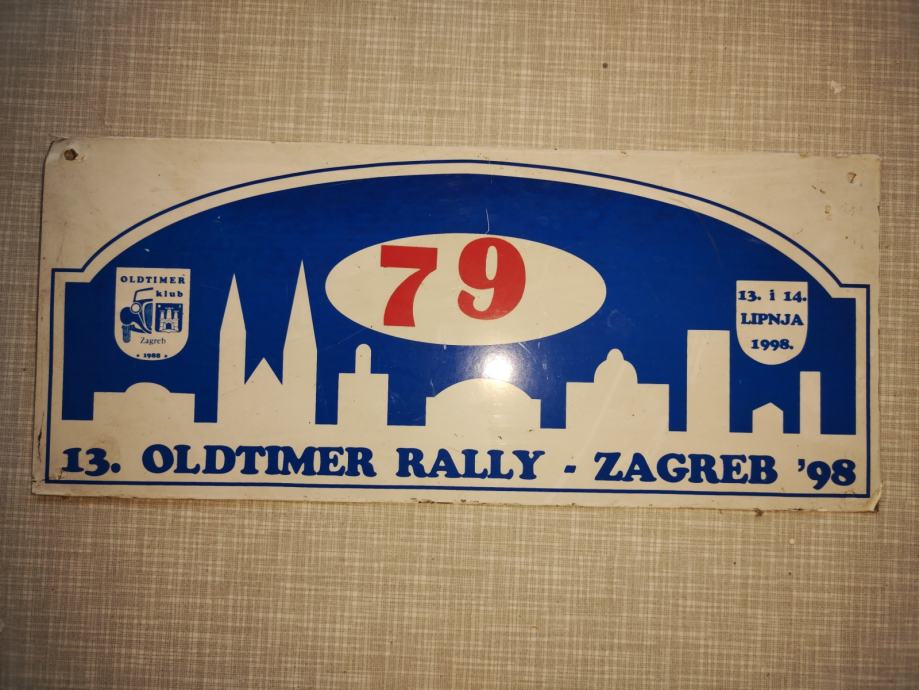 79
OLDTIMER
klub
Zagreb
• 1988 •
13. i 14.
LIPNJA
1998.
13. OLDTIMER RALLY - ZAGREB '98